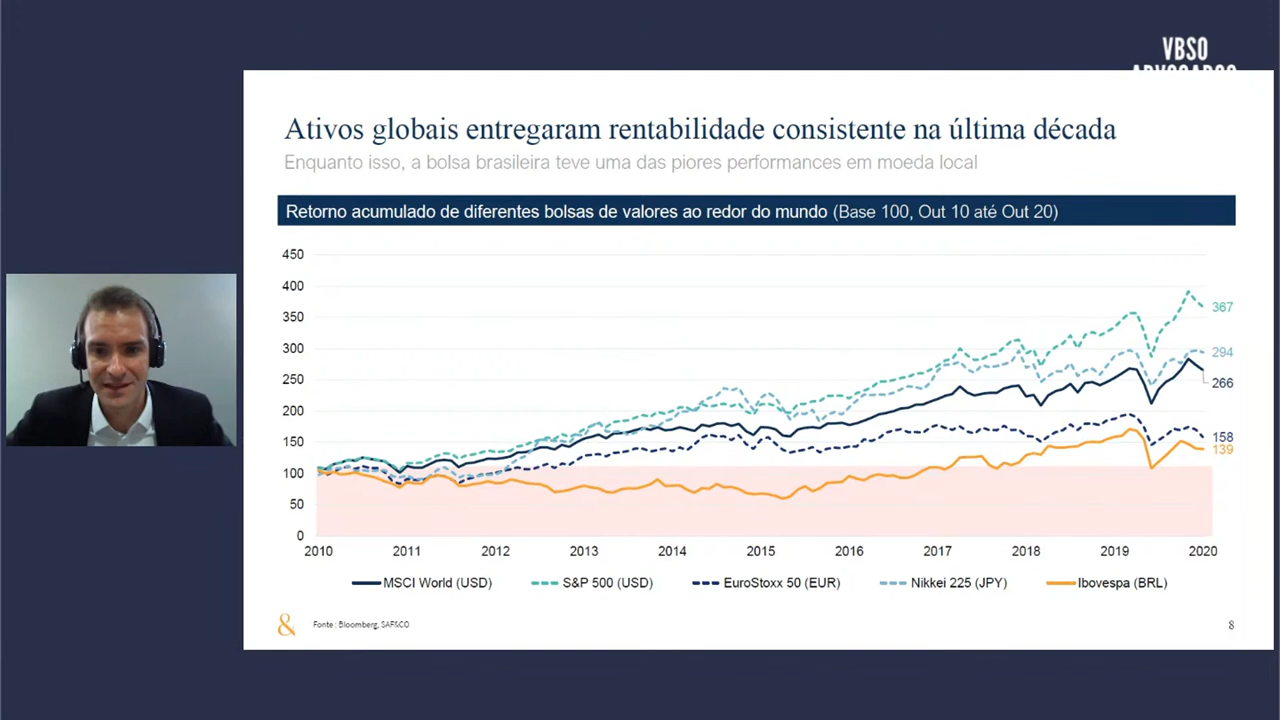 VBSO
ADVOGADOS
Ativos globais entregaram rentabilidade consistente na última década
Enquanto isso, a bolsa brasileira teve uma das piores performances em moeda local
Retorno acumulado de diferentes bolsas de valores ao redor do mundo (Base 100, Out 10 até Out 20)
450
400
350
300
250
200
150
100
50
0
367
294
266
158
139
2010 2011 2012 2013 2014 2015 2016 2017 2018 2019 2020
MSCI World (USD) S&P 500 (USD) EuroStoxx 50 (EUR) Nikkei 225 (JPY) Ibovespa (BRL)
& Fonte: Bloomberg, SAF&CO 8